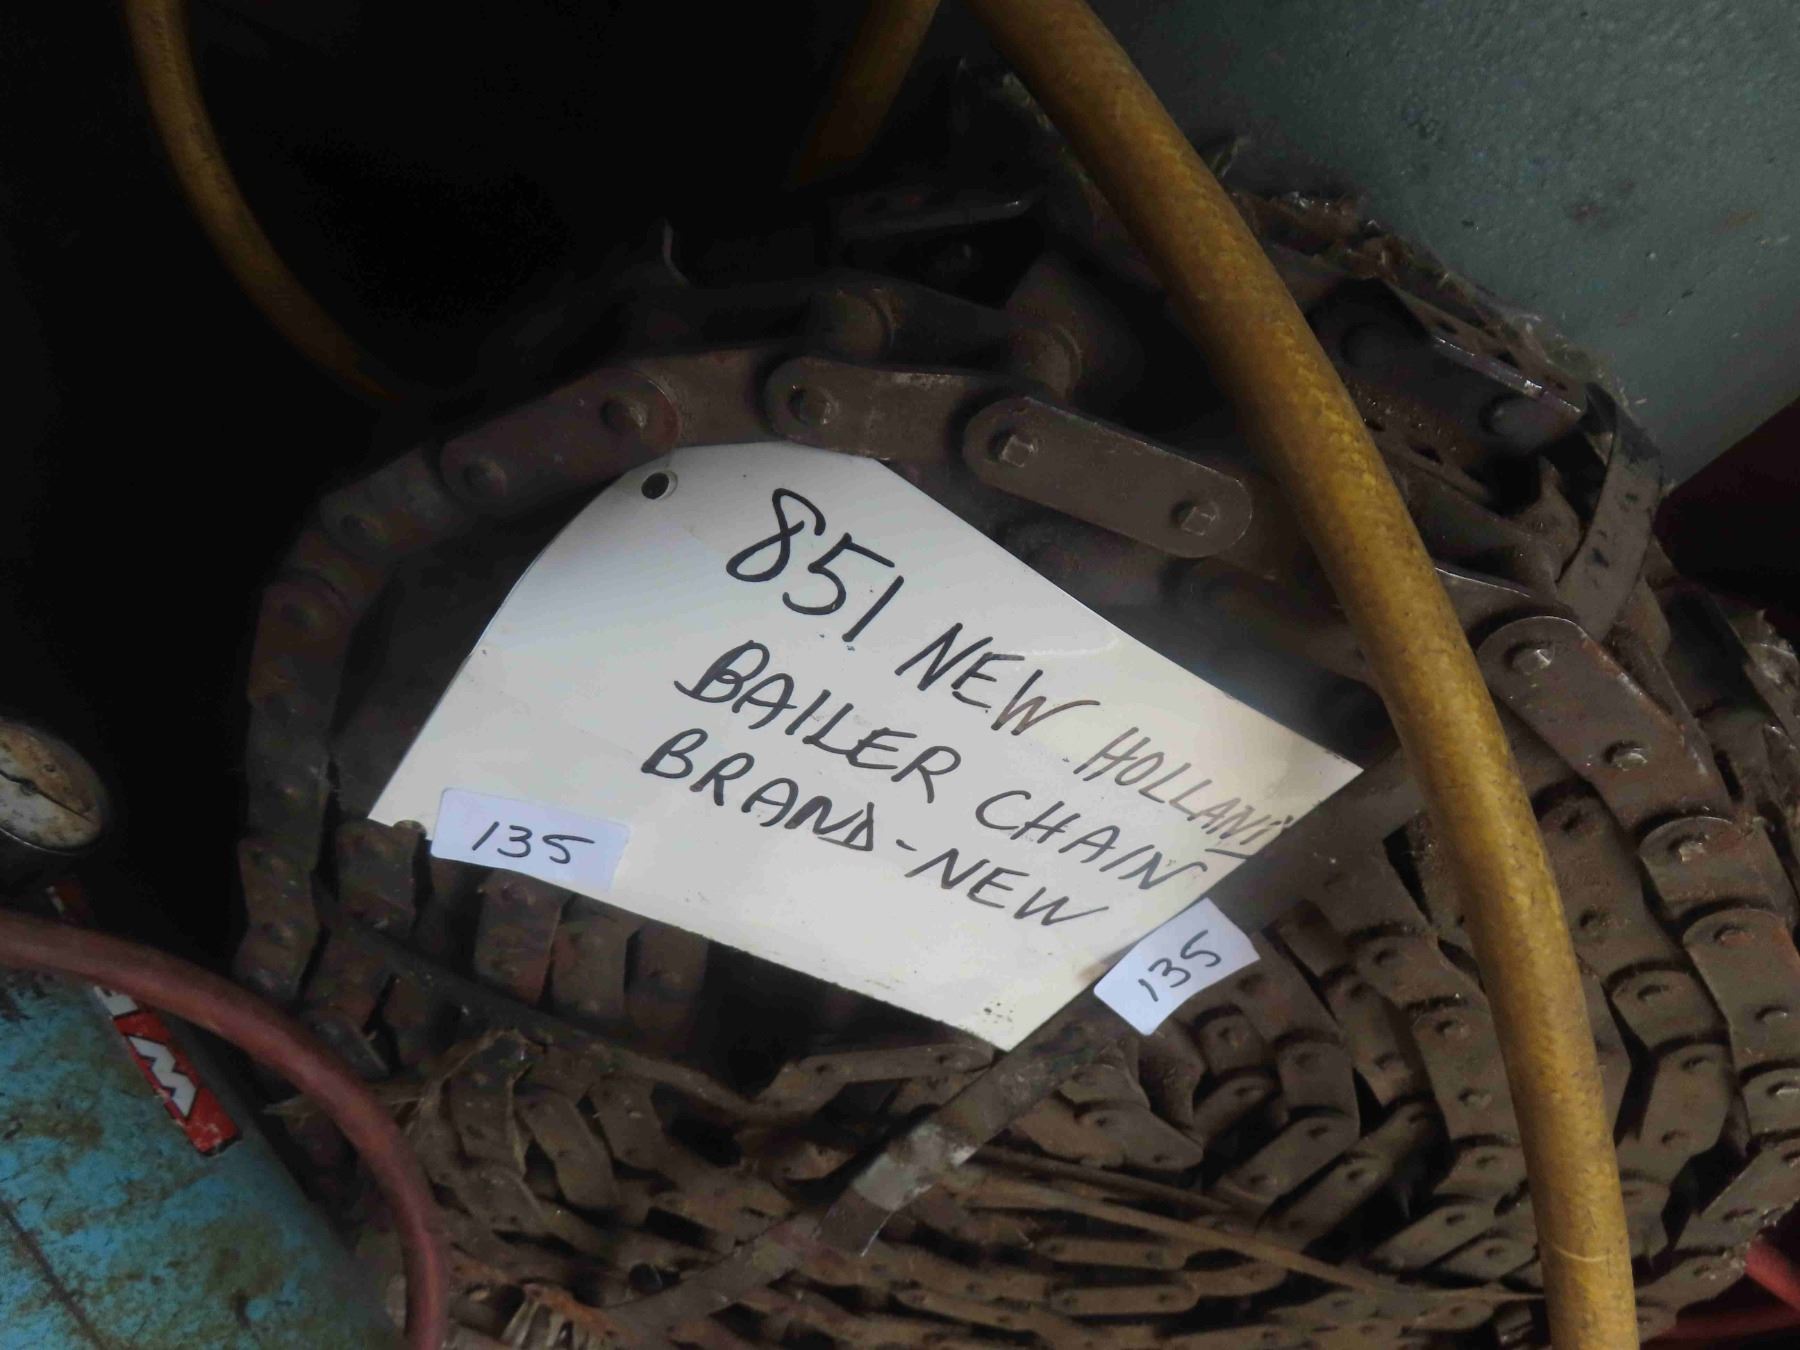 851 NEW HOLLAND
BAILER CHAIN
BRAND-NEW
135
135